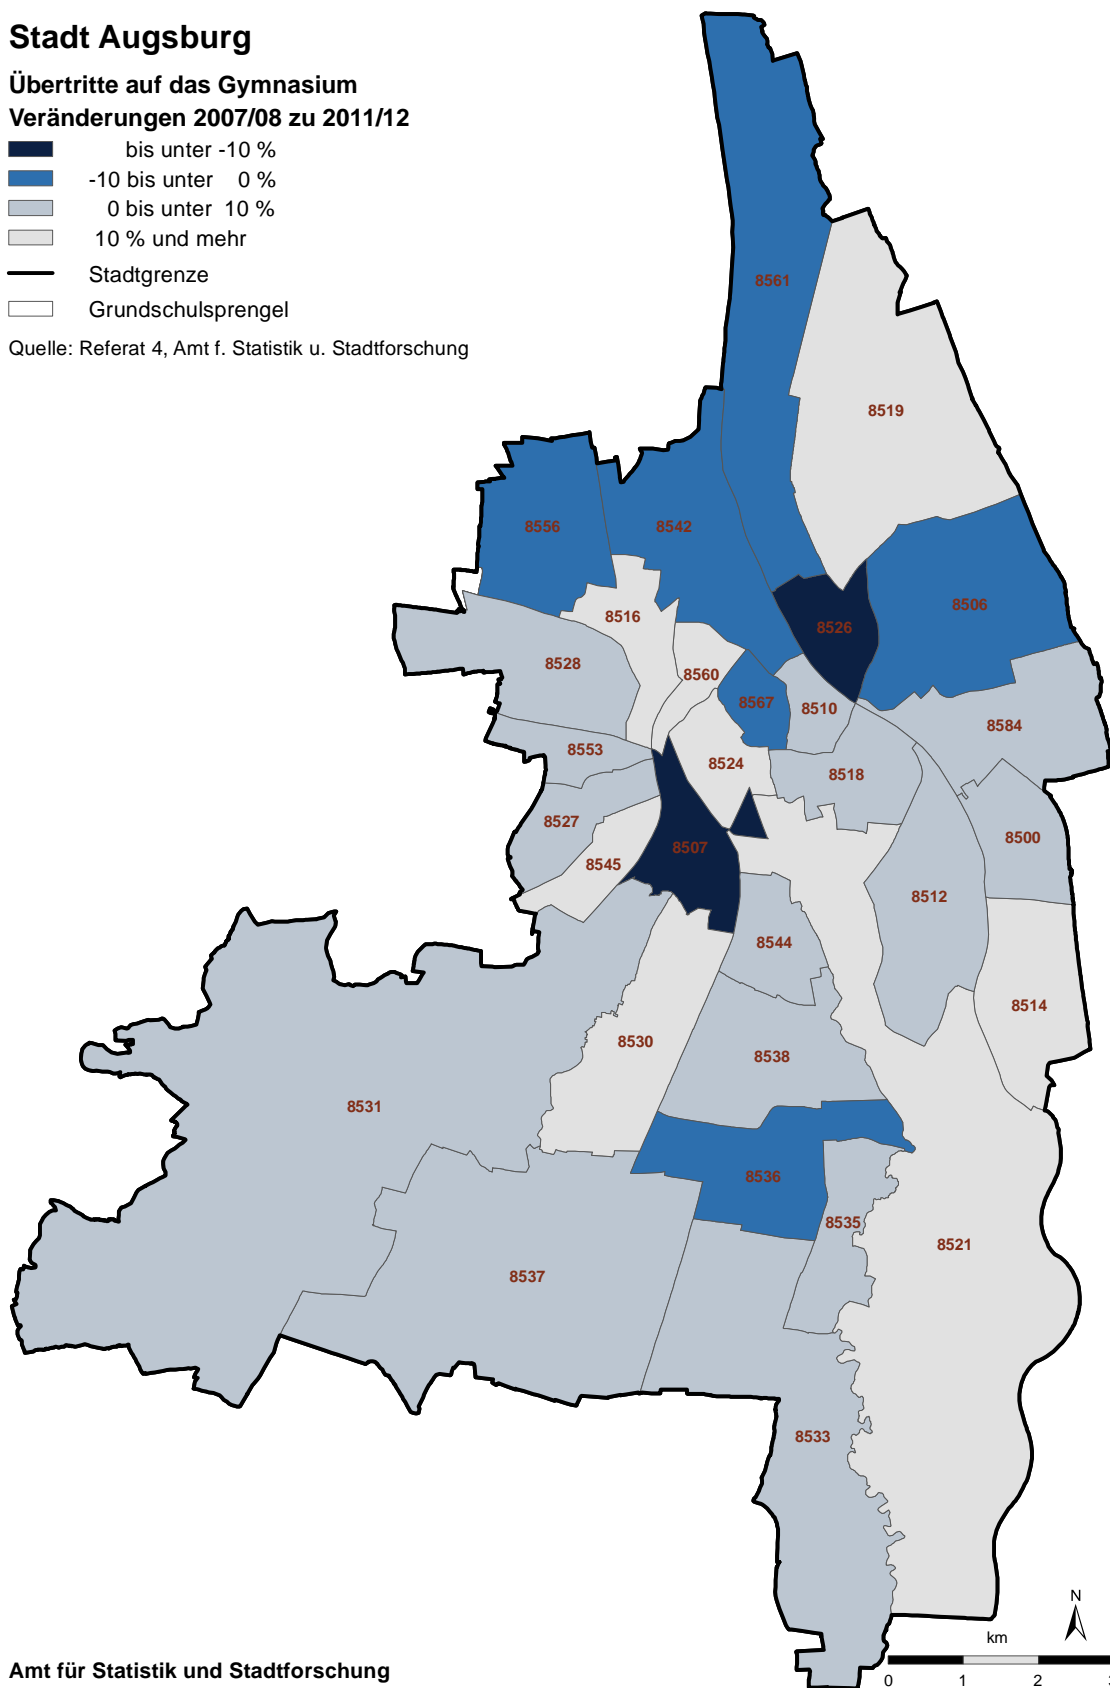 Stadt Augsburg
Übertritte auf das Gymnasium
Veränderungen 2007/08 zu 2011/12
bis unter -10 %
-10 bis unter 0 %
0 bis unter 10 %
10 % und mehr
Stadtgrenze
Grundschulsprengel
Quelle: Referat 4, Amt f. Statistik u. Stadtforschung
8561
8519
8556
8542
8506
8516
8526
8528
8560
8567
8510
8584
8553
8524
8518
8527
8500
8507
8545
8512
8544
8514
8530
8538
8531
8536
8535
8521
8537
8533
N
km
0 1 2 3
Amt für Statistik und Stadtforschung